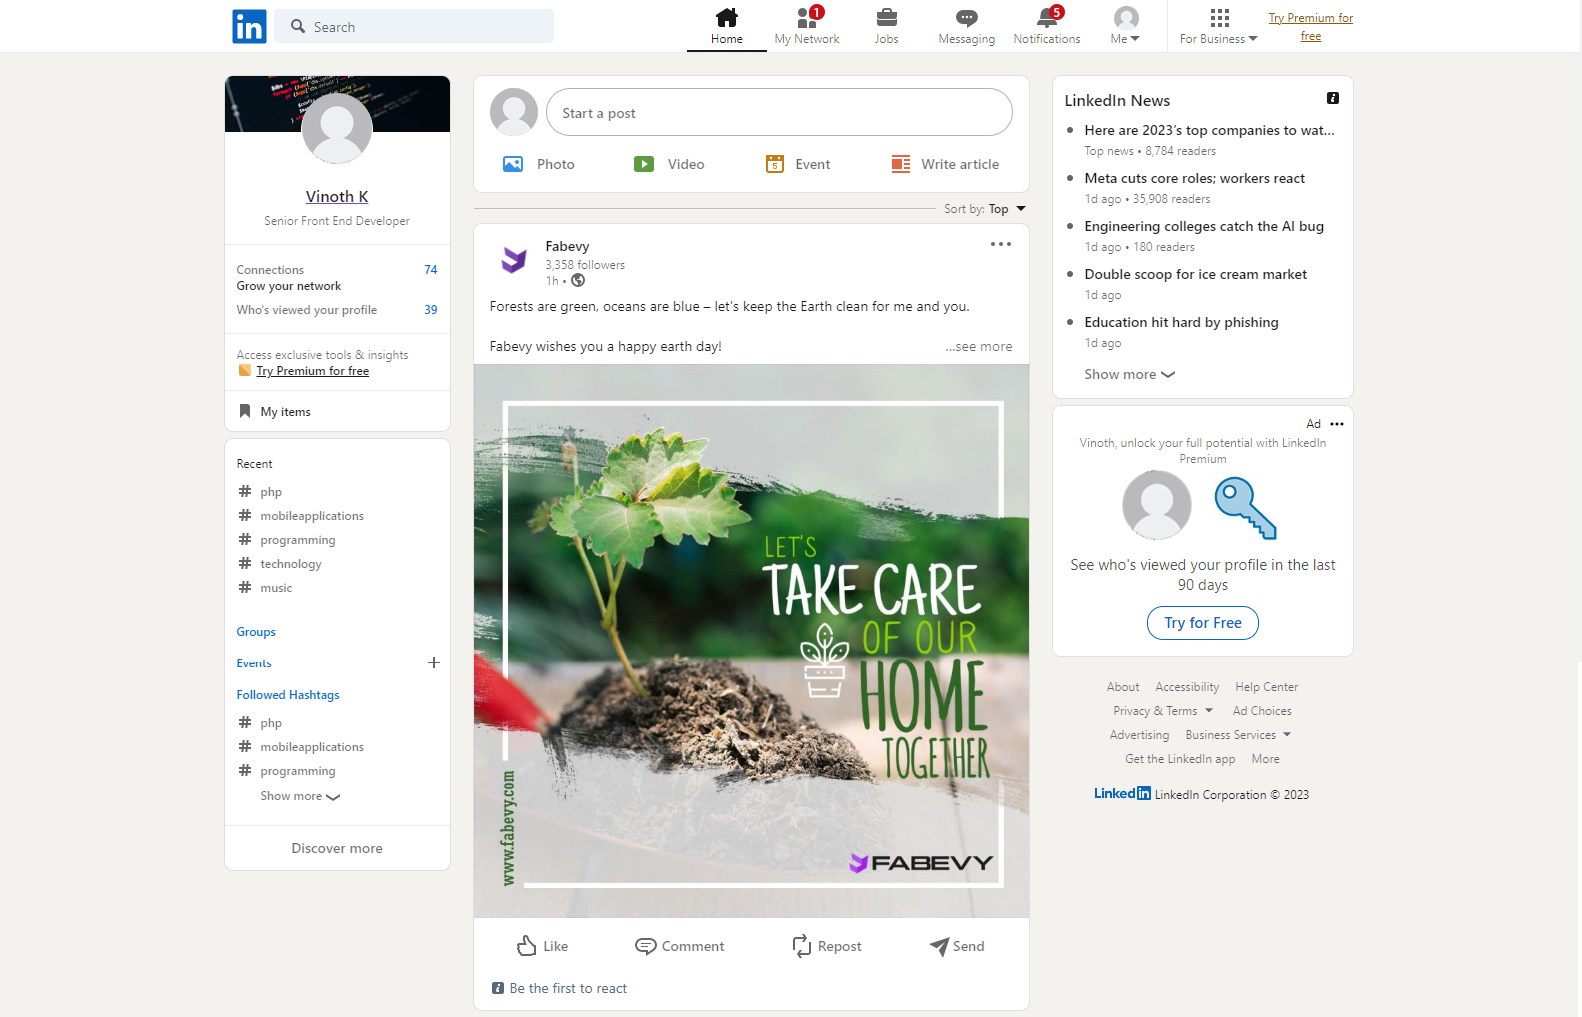 in
Search
Home
1
My Network
Jobs
Messaging
5
Notifications
Me
For Business
Try Premium for
free
Vinoth K
Senior Front End Developer
Connections 74
Grow your network
Who's viewed your profile 39
Access exclusive tools & insights
Try Premium for free
My items
Recent
# php
# mobileapplications
# programming
# technology
# music
Groups
Events +
Followed Hashtags
# php
# mobileapplications
# programming
Show more
Discover more
Start a post
Photo
Video
5 Event
Write article
Sort by: Top
Fabevy
3,358 followers
1h •
Forests are green, oceans are blue – let's keep the Earth clean for me and you.
Fabevy wishes you a happy earth day! ...see more
LET'S
TAKE CARE
OF OUR
HOME
TOGETHER
www.fabevy.com
FABEVY
Like
Comment
Repost
Send
Be the first to react
LinkedIn News
Here are 2023's top companies to wat...
Top news • 8,784 readers
Meta cuts core roles; workers react
1d ago • 35,908 readers
Engineering colleges catch the AI bug
1d ago • 180 readers
Double scoop for ice cream market
1d ago
Education hit hard by phishing
1d ago
Show more
Ad
Vinoth, unlock your full potential with LinkedIn
Premium
See who's viewed your profile in the last
90 days
Try for Free
About Accessibility Help Center
Privacy & Terms Ad Choices
Advertising Business Services
Get the LinkedIn app More
LinkedIn LinkedIn Corporation © 2023